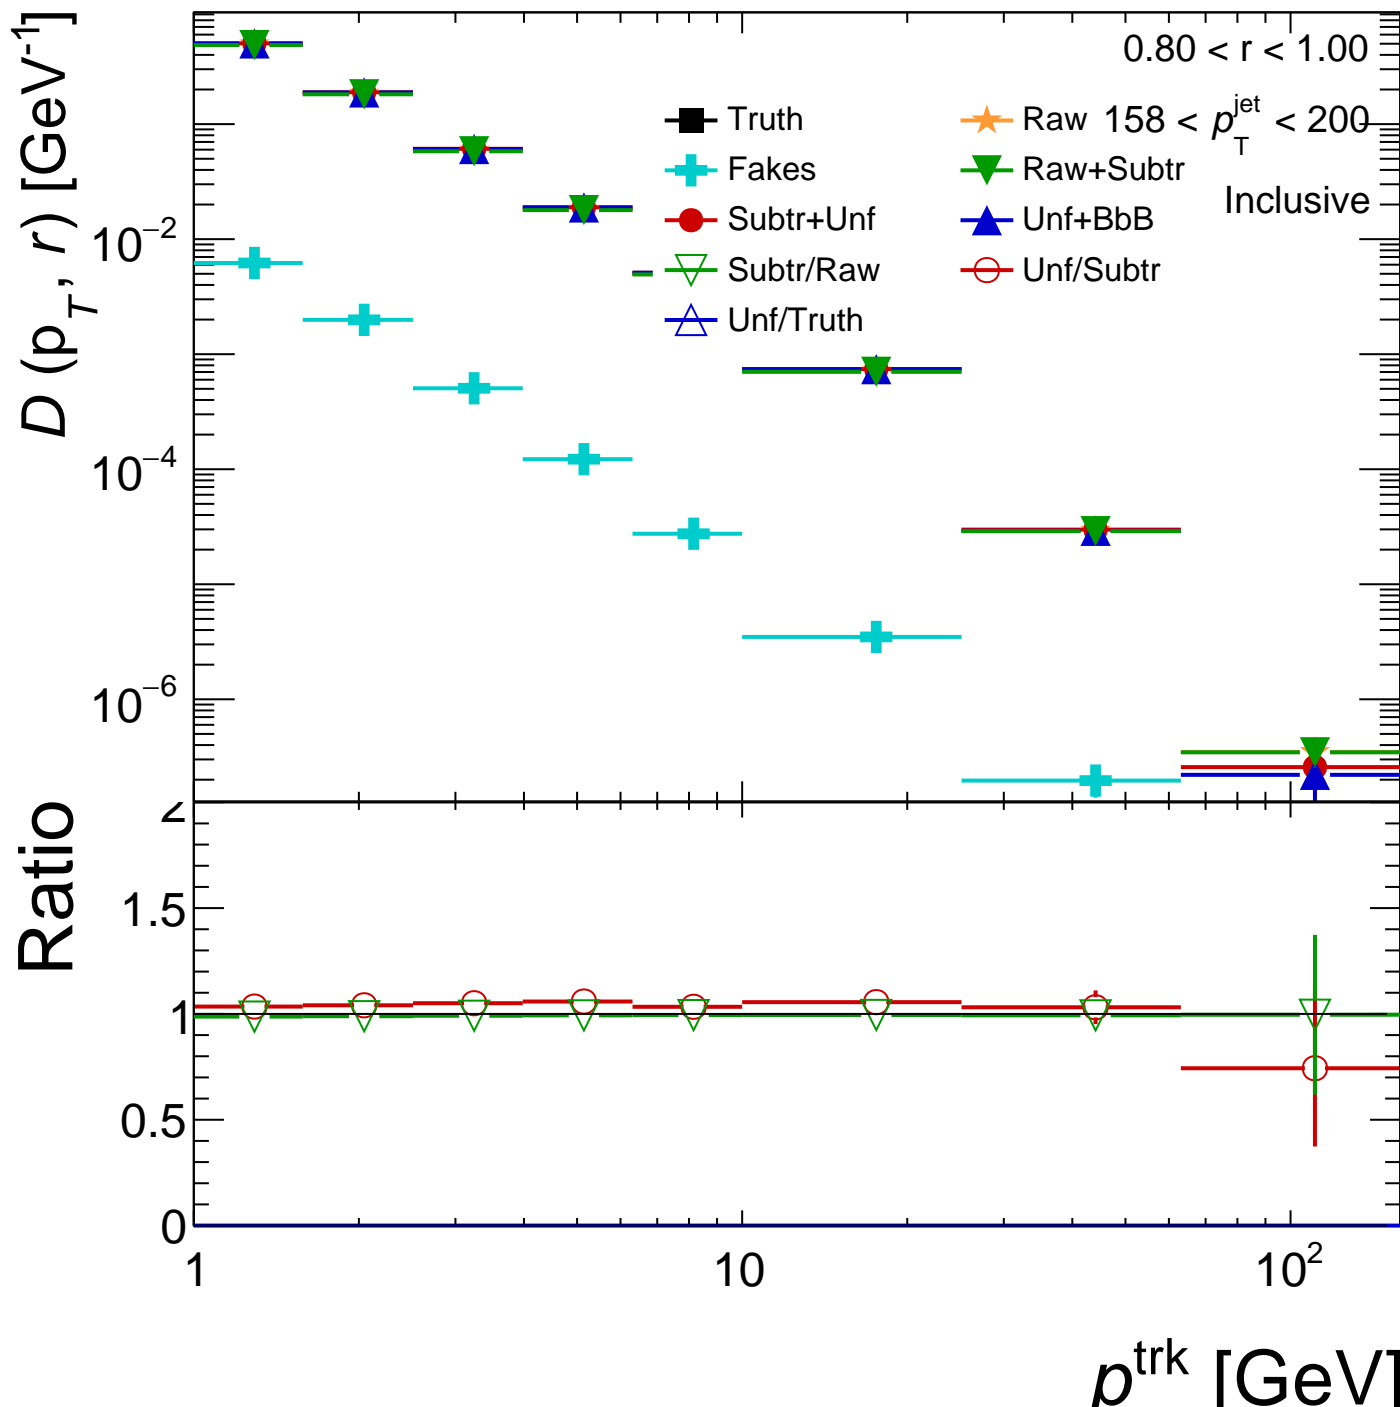 D (p_T, r) [GeV^-1]
0.80 < r < 1.00
Truth
Raw
158 < p_T^jet < 200
Fakes
Raw+Subtr
Inclusive
Subtr+Unf
Unf+BbB
Subtr/Raw
Unf/Subtr
Unf/Truth
10^−2
10^−4
10^−6
Ratio
2
1.5
1
0.5
0
1
10
10^2
p^trk [GeV]